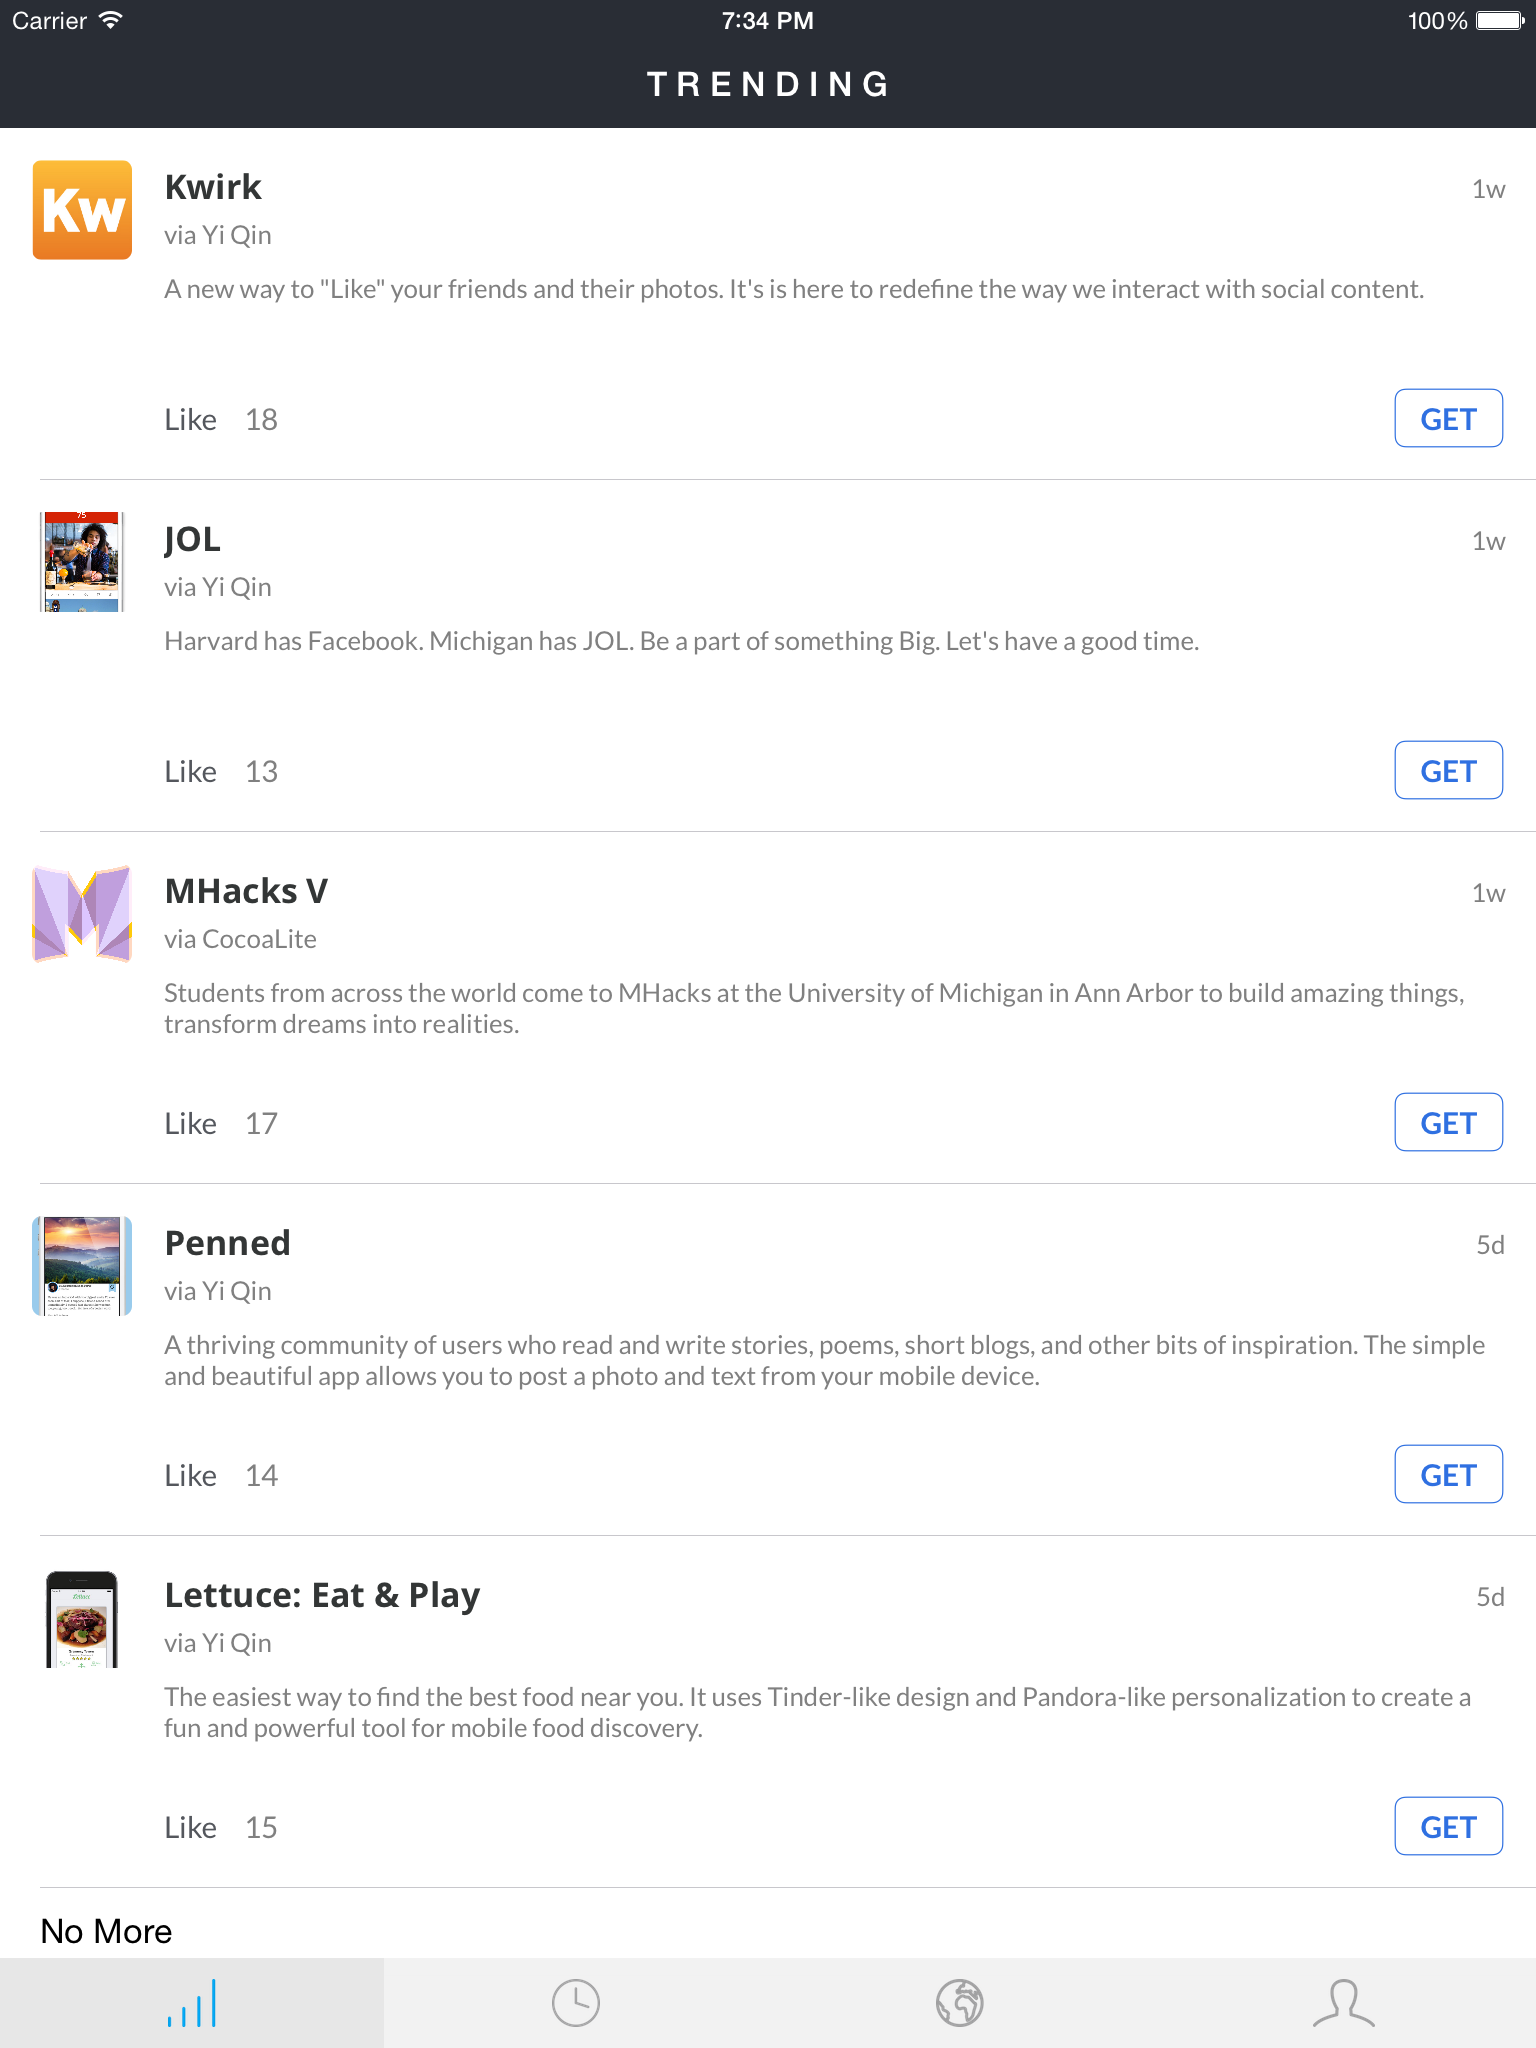 Carrier 7:34 PM 100%
TRENDING
Kw
Kwirk 1w
via Yi Qin
A new way to "Like" your friends and their photos. It's is here to redefine the way we interact with social content.
Like 18 GET
75
JOL 1w
via Yi Qin
Harvard has Facebook. Michigan has JOL. Be a part of something Big. Let's have a good time.
Like 13 GET
MHacks V 1w
via CocoaLite
Students from across the world come to MHacks at the University of Michigan in Ann Arbor to build amazing things,
transform dreams into realities.
Like 17 GET
Penned 5d
via Yi Qin
A thriving community of users who read and write stories, poems, short blogs, and other bits of inspiration. The simple
and beautiful app allows you to post a photo and text from your mobile device.
Like 14 GET
Lettuce: Eat & Play 5d
via Yi Qin
The easiest way to find the best food near you. It uses Tinder-like design and Pandora-like personalization to create a
fun and powerful tool for mobile food discovery.
Like 15 GET
No More